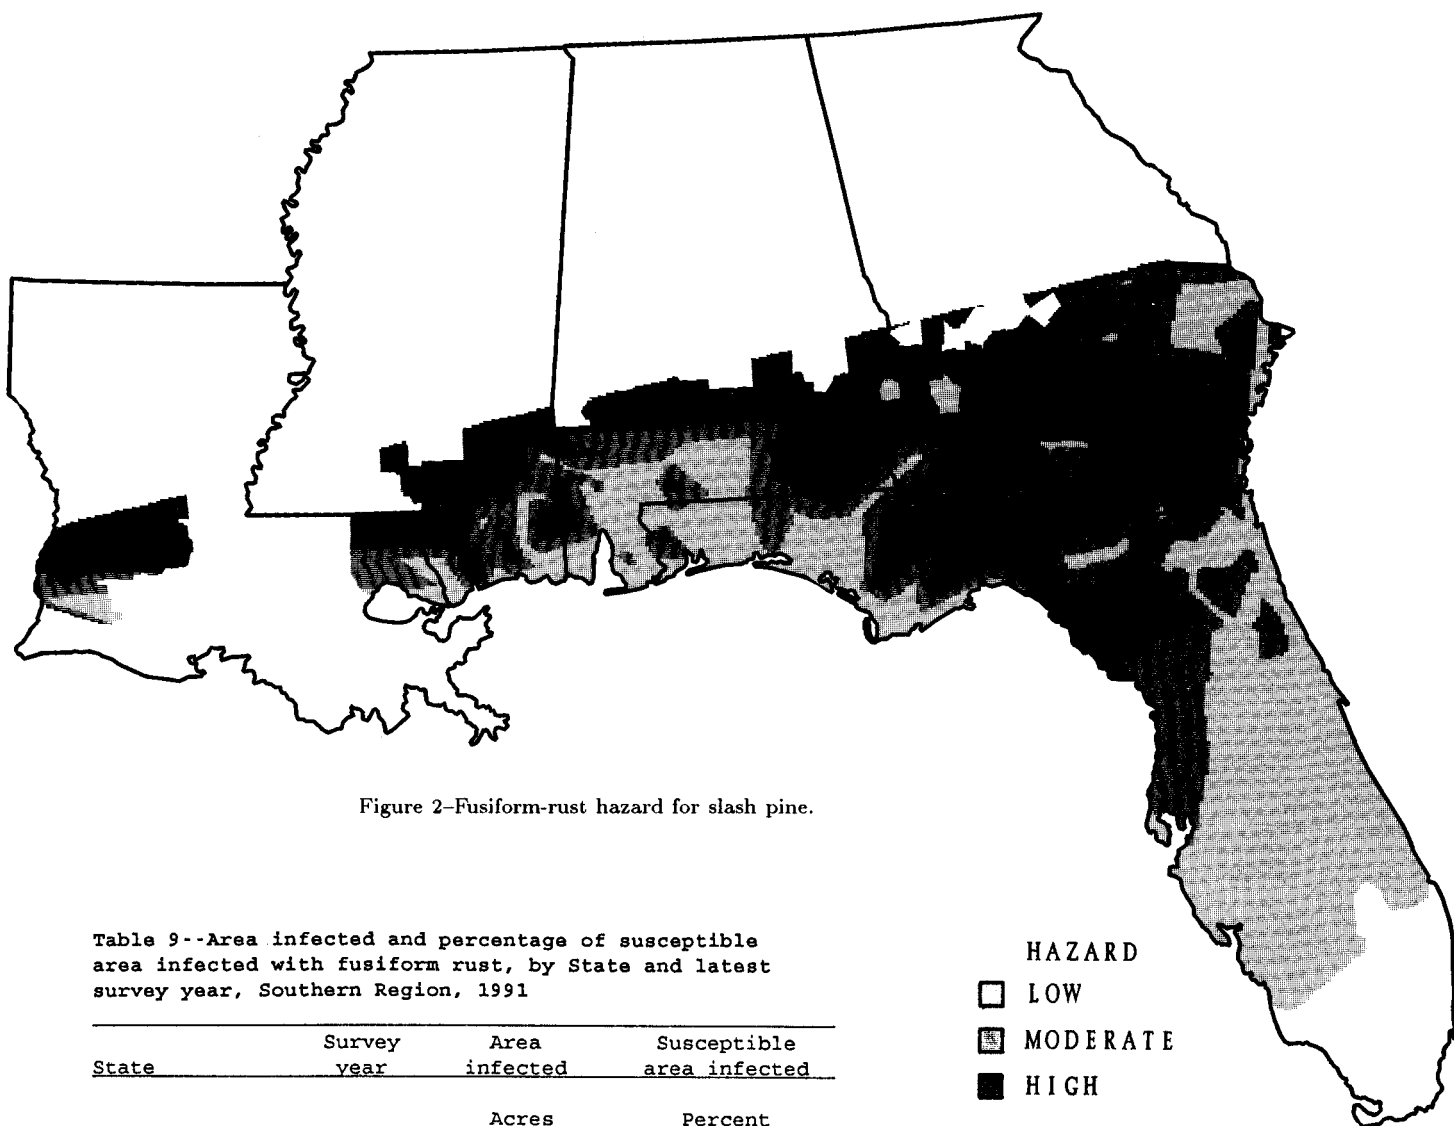 Figure 2–Fusiform-rust hazard for slash pine.
Table 9--Area infected and percentage of susceptible
area infected with fusiform rust, by State and latest
survey year, Southern Region, 1991
Survey Area Susceptible
State year infected area infected
Acres Percent
HAZARD
LOW
MODERATE
HIGH